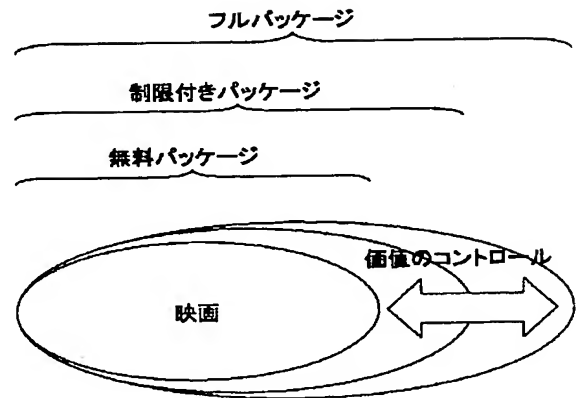 フルパッケージ
制限付きパッケージ
無料パッケージ
価値のコントロール
映画